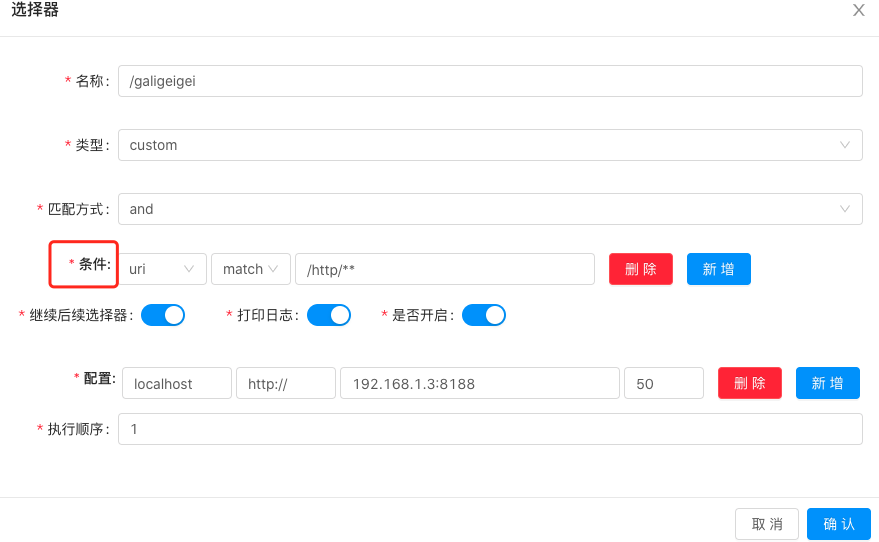 选择器
* 名称: /galigeigei
* 类型: custom
* 匹配方式: and
* 条件: uri match /http/** 删 除 新 增
* 继续后续选择器: * 打印日志: * 是否开启:
* 配置: localhost http:// 192.168.1.3:8188 50 删 除 新 增
* 执行顺序: 1
取 消 确 认